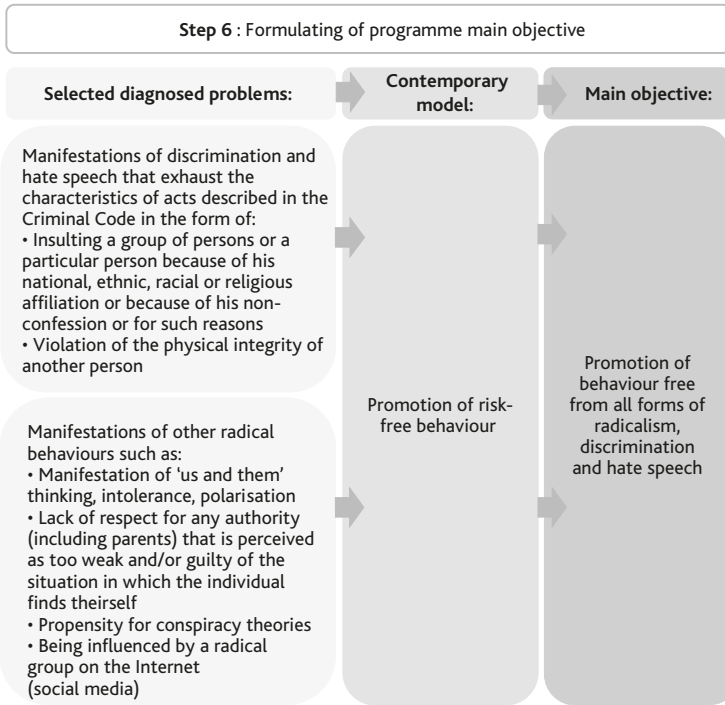 Step 6 : Formulating of programme main objective
Selected diagnosed problems:
Contemporary
model:
Main objective:
Manifestations of discrimination and
hate speech that exhaust the
characteristics of acts described in the
Criminal Code in the form of:
• Insulting a group of persons or a
particular person because of his
national, ethnic, racial or religious
affiliation or because of his non-
confession or for such reasons
• Violation of the physical integrity of
another person
Manifestations of other radical
behaviours such as:
• Manifestation of ‘us and them’
thinking, intolerance, polarisation
• Lack of respect for any authority
(including parents) that is perceived
as too weak and/or guilty of the
situation in which the individual
finds theirself
• Propensity for conspiracy theories
• Being influenced by a radical
group on the Internet
(social media)
Promotion of risk-
free behaviour
Promotion of
behaviour free
from all forms of
radicalism,
discrimination
and hate speech